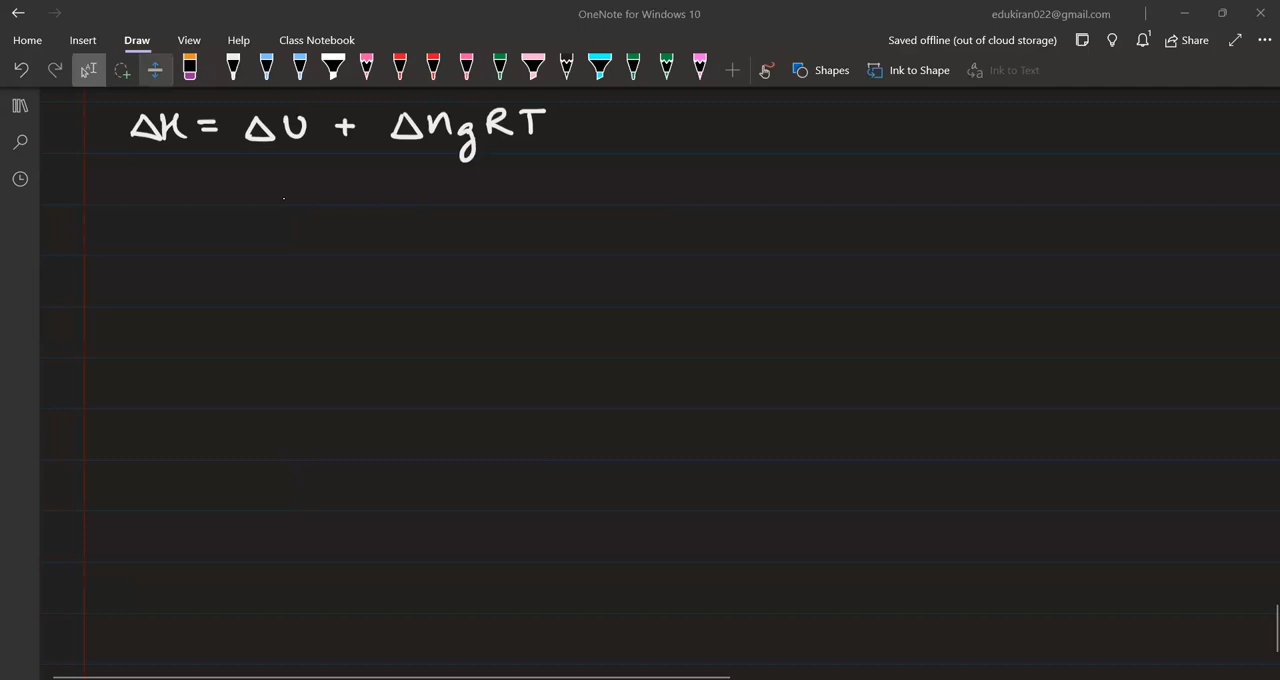 OneNote for Windows 10
edukiran022@gmail.com
Home Insert Draw View Help Class Notebook
Saved offline (out of cloud storage)
Share
Shapes
Ink to Shape
Ink to Text
ΔH = ΔU + ΔngRT